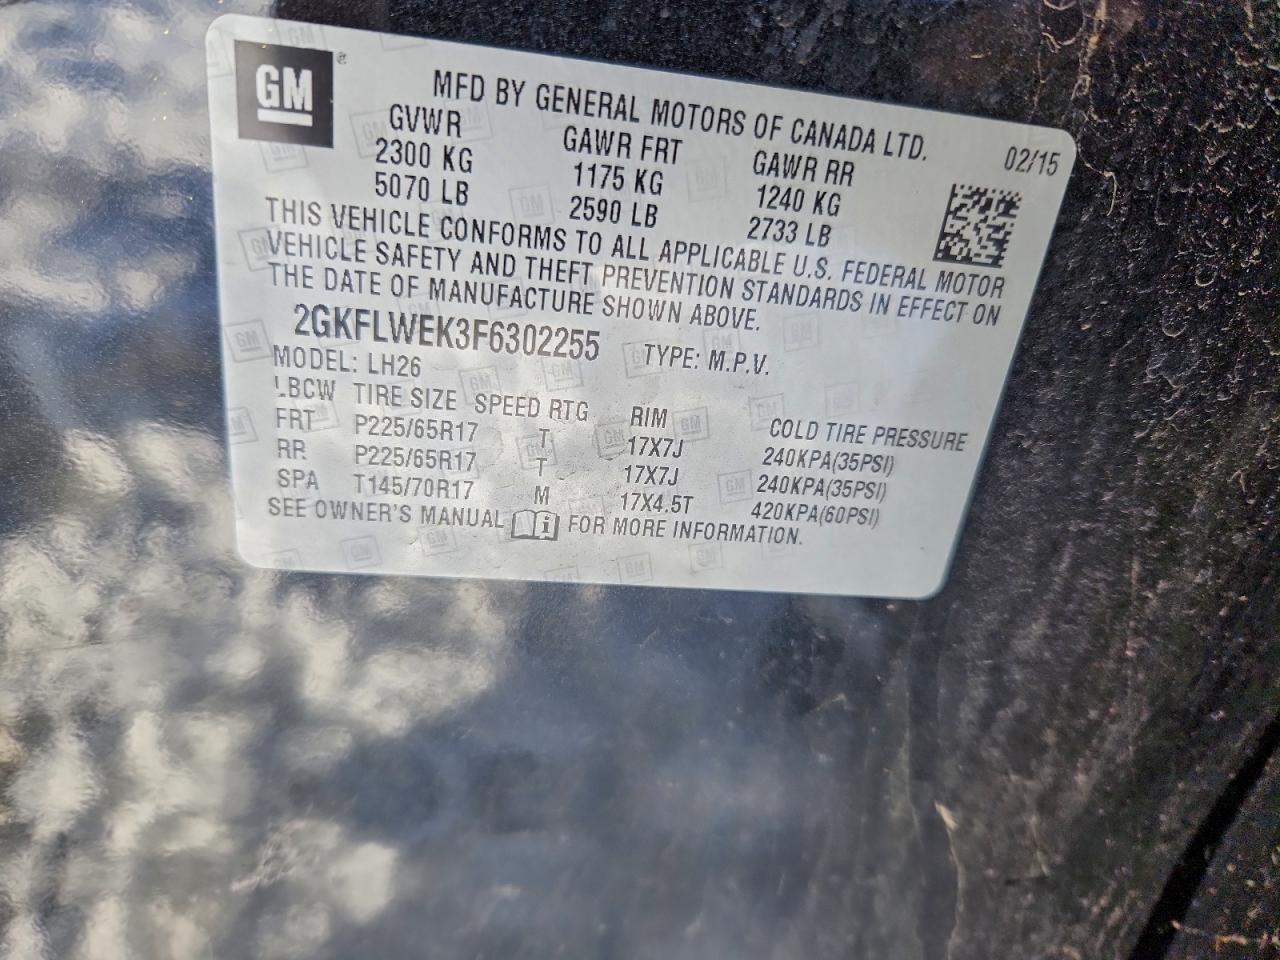 GM
MFD BY GENERAL MOTORS OF CANADA LTD.
GVWR GAWR FRT GAWR RR 02/15
2300 KG 1175 KG 1240 KG
5070 LB 2590 LB 2733 LB
THIS VEHICLE CONFORMS TO ALL APPLICABLE U.S. FEDERAL MOTOR
VEHICLE SAFETY AND THEFT PREVENTION STANDARDS IN EFFECT ON
THE DATE OF MANUFACTURE SHOWN ABOVE.
2GKFLWEK3F6302255 TYPE: M.P.V.
MODEL: LH26
LBCW TIRE SIZE SPEED RTG RIM COLD TIRE PRESSURE
FRT P225/65R17 T 17X7J 240KPA(35PSI)
RR P225/65R17 T 17X7J 240KPA(35PSI)
SPA T145/70R17 M 17X4.5T 420KPA(60PSI)
SEE OWNER'S MANUAL FOR MORE INFORMATION.